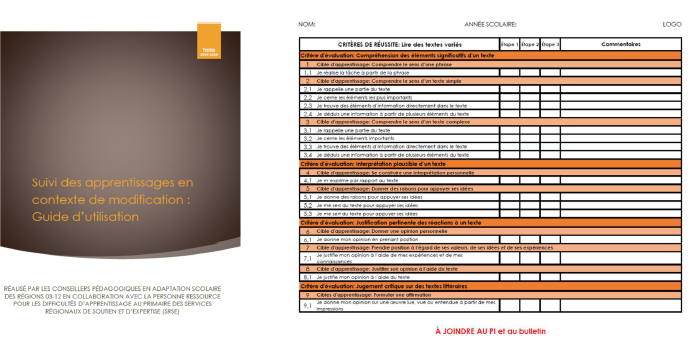 Suivi des apprentissages en
contexte de modification :
Guide d'utilisation
RÉALISÉ PAR LES CONSEILLERS PÉDAGOGIQUES EN ADAPTATION SCOLAIRE
DES RÉGIONS 03-12 EN COLLABORATION AVEC LA PERSONNE RESSOURCE
POUR LES DIFFICULTÉS D'APPRENTISSAGE AU PRIMAIRE DES SERVICES
RÉGIONAUX DE SOUTIEN ET D'EXPERTISE (SRSE)
NOM: ANNÉE SCOLAIRE: LOGO
CRITÈRES DE RÉUSSITE: Lire des textes variés Étape 1 Étape 2 Étape 3 Commentaires
Critère d'évaluation: Compréhension des éléments significatifs d'un texte
1 Cible d'apprentissage: Comprendre le sens d'une phrase
1.1 Je réalise la tâche à partir de la phrase
2 Cible d'apprentissage: Comprendre le sens d'un texte simple
2.1 Je rappelle une partie du texte
2.2 Je cerne les éléments les plus importants
2.3 Je trouve des éléments d'information directement dans le texte
2.4 Je déduis une information à partir de plusieurs éléments du texte
3 Cible d'apprentissage: Comprendre le sens d'un texte complexe
3.1 Je rappelle une partie du texte
3.2 Je cerne les éléments importants
3.3 Je trouve des éléments d'information directement dans le texte
3.4 Je déduis une information à partir de plusieurs éléments du texte
Critère d'évaluation: Interprétation plausible d'un texte
4 Cible d'apprentissage: Se construire une interprétation personnelle
4.1 Je m'exprime par rapport au texte
5 Cible d'apprentissage: Donner des raisons pour appuyer ses idées
5.1 Je donne des raisons pour appuyer ses idées
5.2 Je me sers du texte pour appuyer ses idées
5.3 Je me sert du texte pour appuyer ses idées
Critère d'évaluation: Justification pertinente des réactions à un texte
6 Cible d'apprentissage: Donner une opinion personnelle
6.1 Je donne mon opinion en prenant position
7 Cible d'apprentissage: Prendre position à l'égard de ses valeurs, de ses idées et de ses expériences
7.1 Je justifie mon opinion à l'aide de mes expériences et de mes
connaissances
8 Cible d'apprentissage: Justifier son opinion à l'aide du texte
8.1 Je justifie mon opinion à l'aide du texte
Critère d'évaluation: Jugement critique sur des textes littéraires
9 Cibles d'apprentissage: Formuler une affirmation
9.1 Je donne mon opinion sur une œuvre lue, vue ou entendue à partir de mes
impressions
À JOINDRE AU PI et au bulletin